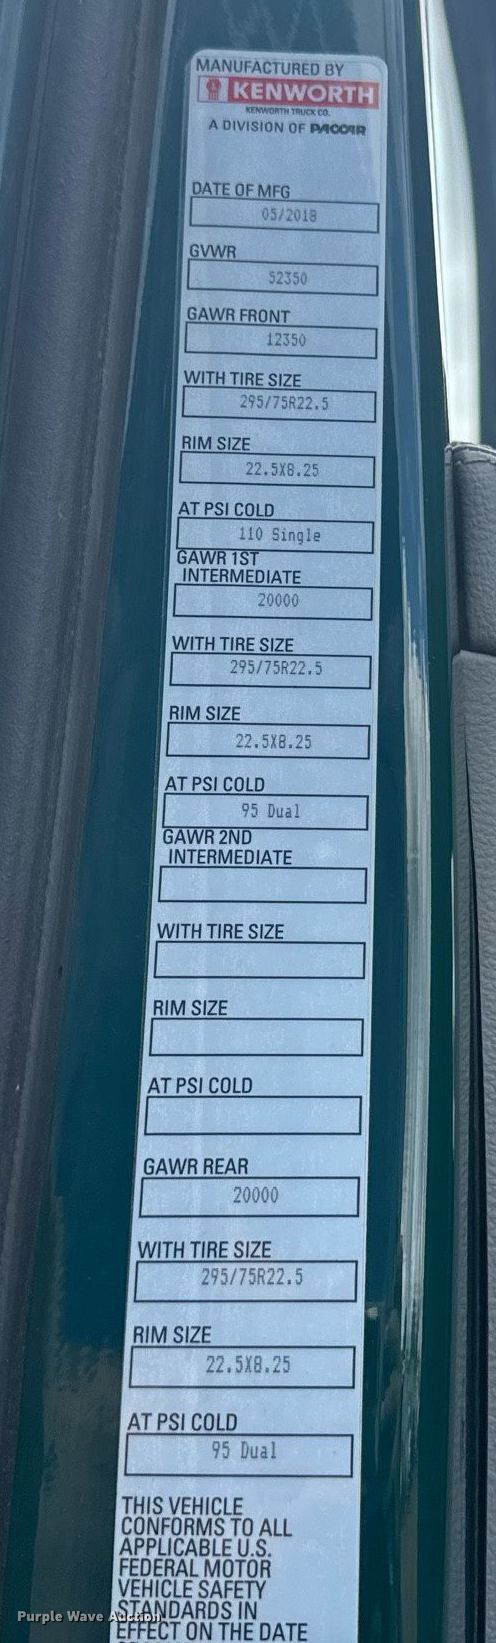 MANUFACTURED BY
KENWORTH
KENWORTH TRUCK CO.
A DIVISION OF PACCAR
DATE OF MFG
05/2018
GVWR
52350
GAWR FRONT
12350
WITH TIRE SIZE
295/75R22.5
RIM SIZE
22.5X8.25
AT PSI COLD
110 Single
GAWR 1ST
INTERMEDIATE
20000
WITH TIRE SIZE
295/75R22.5
RIM SIZE
22.5X8.25
AT PSI COLD
95 Dual
GAWR 2ND
INTERMEDIATE
WITH TIRE SIZE
RIM SIZE
AT PSI COLD
GAWR REAR
20000
WITH TIRE SIZE
295/75R22.5
RIM SIZE
22.5X8.25
AT PSI COLD
95 Dual
THIS VEHICLE
CONFORMS TO ALL
APPLICABLE U.S.
FEDERAL MOTOR
VEHICLE SAFETY
STANDARDS IN
EFFECT ON THE DATE
Purple Wave Auction